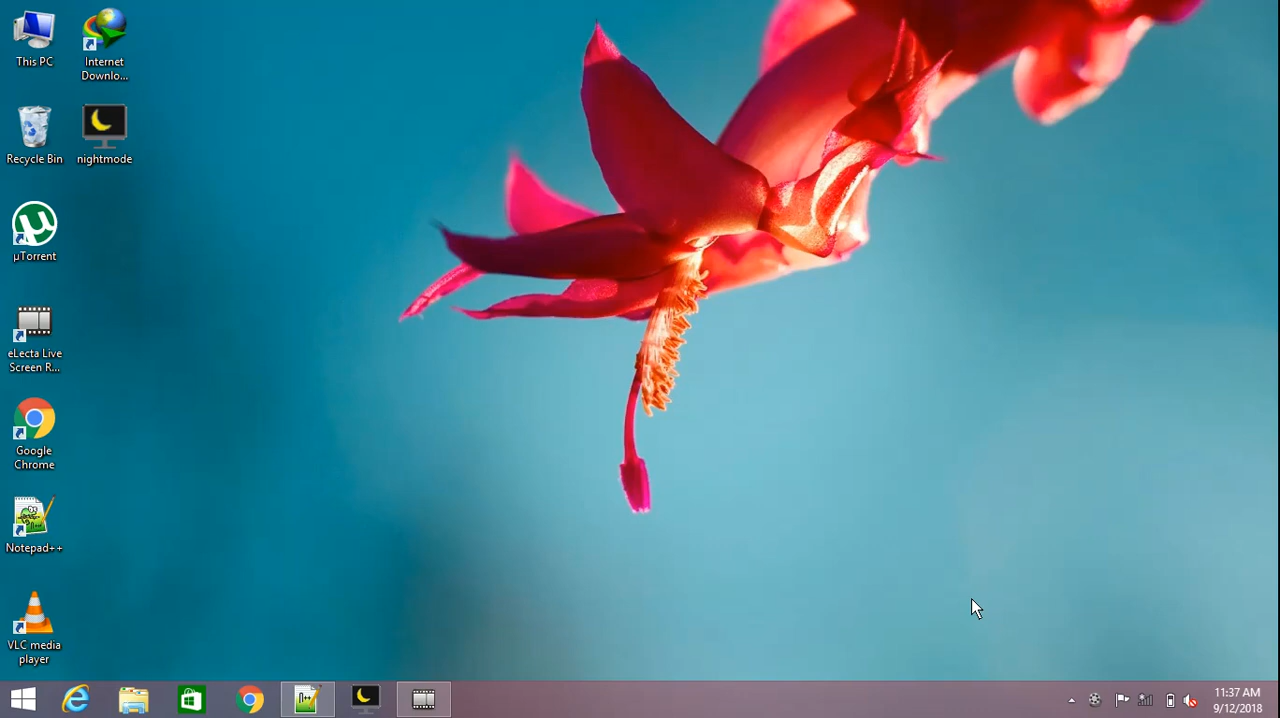 This PC
Internet
Downlo...
Recycle Bin
nightmode
µTorrent
eLecta Live
Screen R...
Google
Chrome
Notepad++
VLC media
player
11:37 AM
9/12/2018